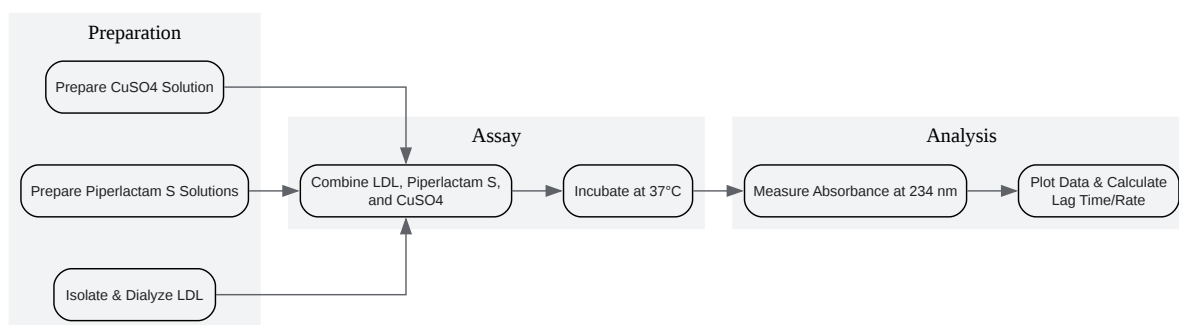 Preparation
Prepare CuSO4 Solution
Prepare Piperlactam S Solutions
Isolate & Dialyze LDL
Assay
Combine LDL, Piperlactam S,
and CuSO4
Incubate at 37°C
Analysis
Measure Absorbance at 234 nm
Plot Data & Calculate
Lag Time/Rate